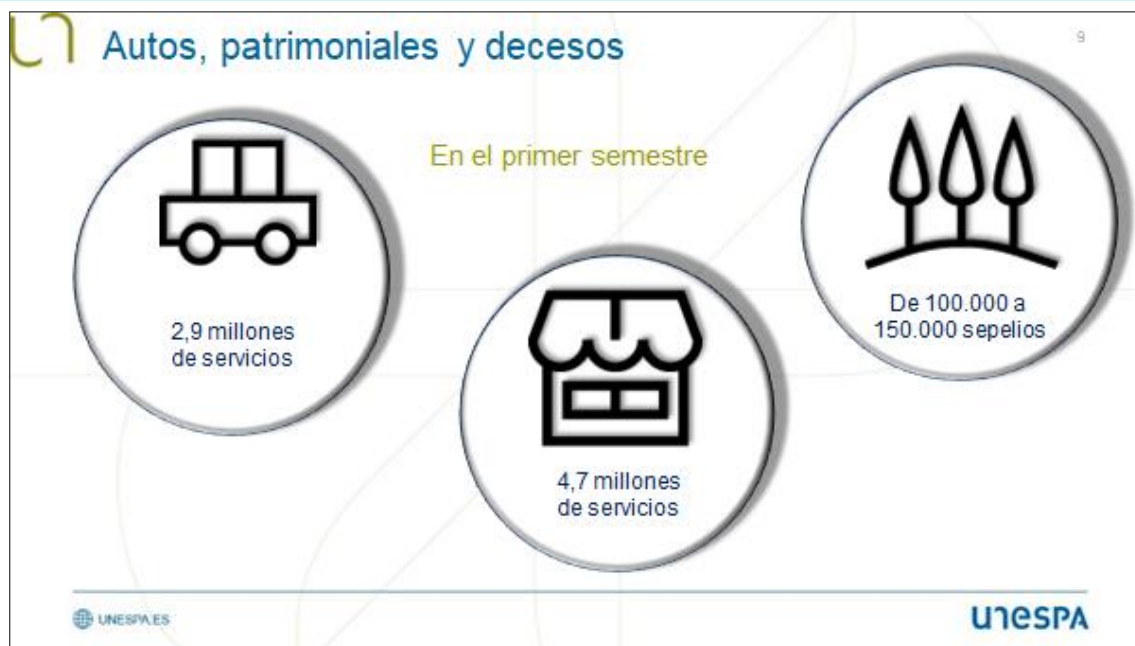 Autos, patrimoniales y decesos
9
En el primer semestre
2,9 millones
de servicios
4,7 millones
de servicios
De 100.000 a
150.000 sepelios
UNESPA.ES
unespa